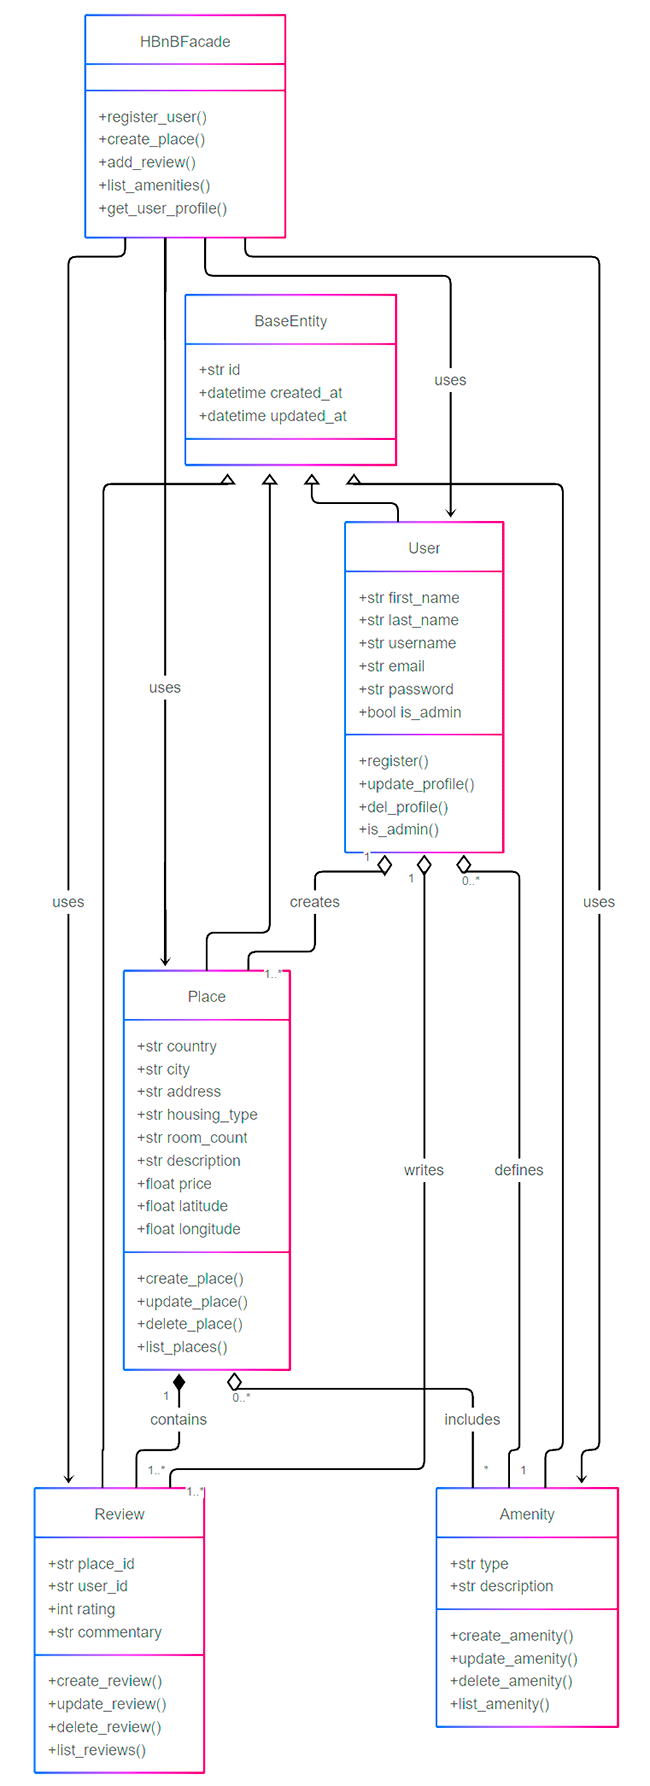 HBnBFacade
+register_user()
+create_place()
+add_review()
+list_amenities()
+get_user_profile()
BaseEntity
+str id
+datetime created_at
+datetime updated_at
uses
User
+str first_name
+str last_name
+str username
+str email
+str password
+bool is_admin
+register()
+update_profile()
+del_profile()
+is_admin()
uses
1
1
0..*
uses
creates
uses
1..*
Place
+str country
+str city
+str address
+str housing_type
+str room_count
+str description
+float price
+float latitude
+float longitude
+create_place()
+update_place()
+delete_place()
+list_places()
writes
defines
1
0..*
contains
includes
1..*
*
1
1..*
Review
+str place_id
+str user_id
+int rating
+str commentary
+create_review()
+update_review()
+delete_review()
+list_reviews()
Amenity
+str type
+str description
+create_amenity()
+update_amenity()
+delete_amenity()
+list_amenity()